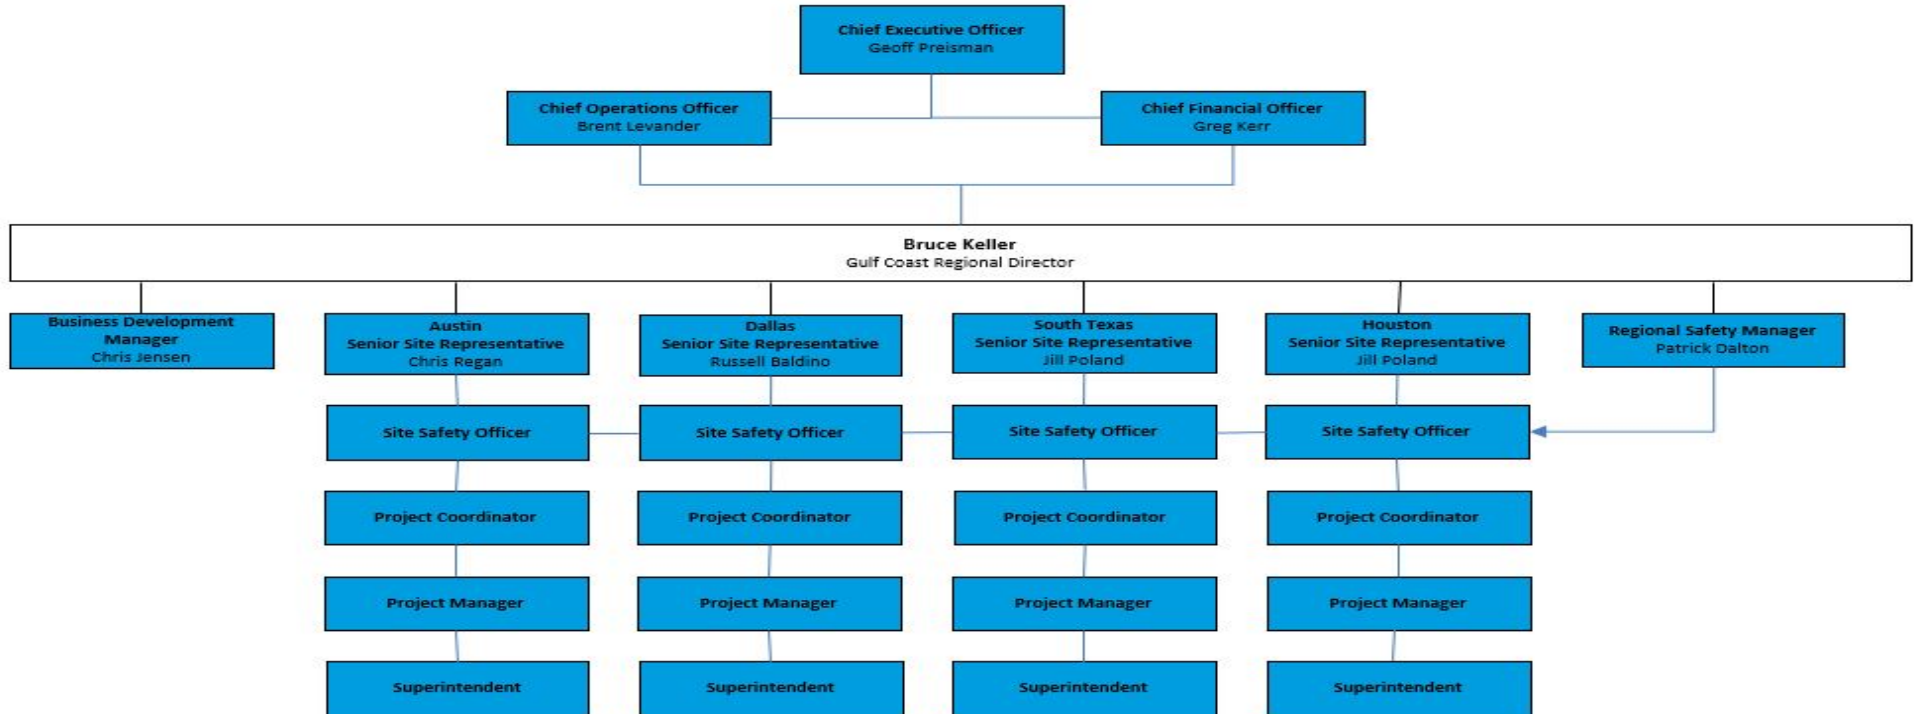 Chief Executive Officer
Geoff Preisman
Chief Operations Officer
Brent Levander
Chief Financial Officer
Greg Kerr
Bruce Keller
Gulf Coast Regional Director
Business Development
Manager
Chris Jensen
Austin
Senior Site Representative
Chris Regan
Dallas
Senior Site Representative
Russell Baldino
South Texas
Senior Site Representative
Jill Poland
Houston
Senior Site Representative
Jill Poland
Regional Safety Manager
Patrick Dalton
Site Safety Officer
Site Safety Officer
Site Safety Officer
Site Safety Officer
Project Coordinator
Project Coordinator
Project Coordinator
Project Coordinator
Project Manager
Project Manager
Project Manager
Project Manager
Superintendent
Superintendent
Superintendent
Superintendent